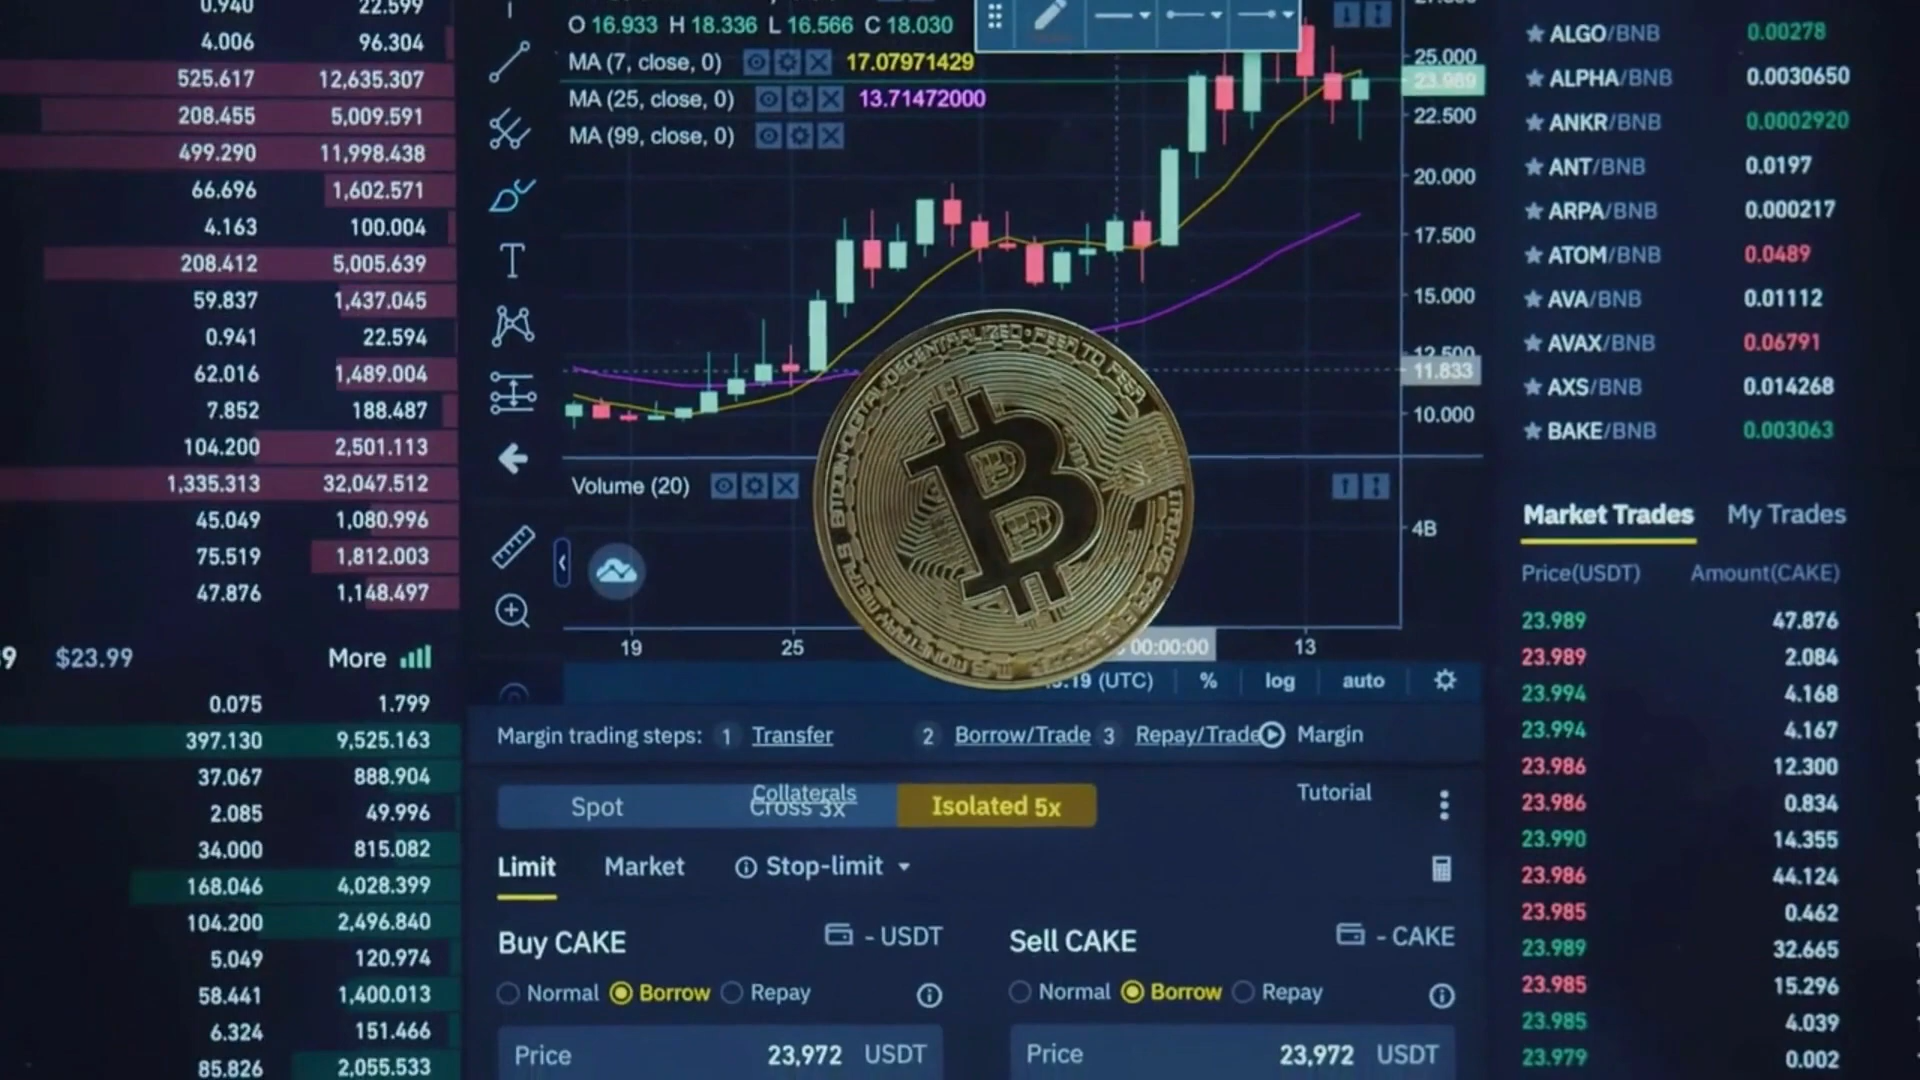 0.940 22.599
4.006 96.304
525.617 12,635.307
208.455 5,009.591
499.290 11,998.438
66.696 1,602.571
4.163 100.004
208.412 5,005.639
59.837 1,437.045
0.941 22.594
62.016 1,489.004
7.852 188.487
104.200 2,501.113
1,335.313 32,047.512
45.049 1,080.996
75.519 1,812.003
47.876 1,148.497
9 $23.99 More
0.075 1.799
397.130 9,525.163
37.067 888.904
2.085 49.996
34.000 815.082
168.046 4,028.399
104.200 2,496.840
5.049 120.974
58.441 1,400.013
6.324 151.466
85.826 2,055.533
O 16.933 H 18.336 L 16.566 C 18.030
MA (7, close, 0) 17.07971429
MA (25, close, 0) 13.71472000
MA (99, close, 0)
25.000
23.989
22.500
20.000
17.500
15.000
12.500
11.833
10.000
Volume (20)
4B
DECENTRALIZED • PEER TO PEER
19 25 00:00:00 13
:19 (UTC) % log auto
Margin trading steps: 1 Transfer 2 Borrow/Trade 3 Repay/Trade Margin
Collaterals Tutorial
Spot Cross 3x Isolated 5x
Limit Market Stop-limit
Buy CAKE - USDT
Normal Borrow Repay
Price 23,972 USDT
Sell CAKE - CAKE
Normal Borrow Repay
Price 23,972 USDT
ALGO/BNB 0.00278
ALPHA/BNB 0.0030650
ANKR/BNB 0.0002920
ANT/BNB 0.0197
ARPA/BNB 0.000217
ATOM/BNB 0.0489
AVA/BNB 0.01112
AVAX/BNB 0.06791
AXS/BNB 0.014268
BAKE/BNB 0.003063
Market Trades My Trades
Price(USDT) Amount(CAKE)
23.989 47.876
23.989 2.084
23.994 4.168
23.994 4.167
23.986 12.300
23.986 0.834
23.990 14.355
23.986 44.124
23.985 0.462
23.989 32.665
23.985 15.296
23.985 4.039
23.979 0.002